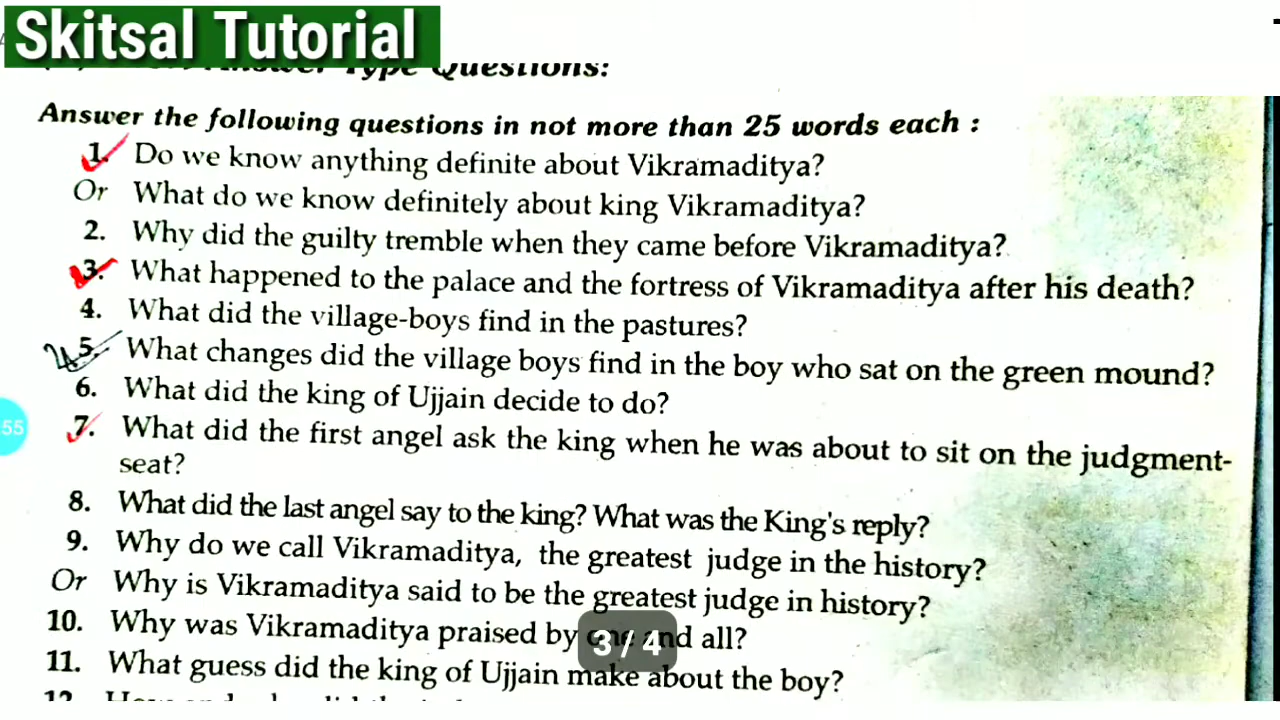 Skitsal Tutorial
Answer Type Questions:
Answer the following questions in not more than 25 words each :
1. Do we know anything definite about Vikramaditya?
Or What do we know definitely about king Vikramaditya?
2. Why did the guilty tremble when they came before Vikramaditya?
3. What happened to the palace and the fortress of Vikramaditya after his death?
4. What did the village-boys find in the pastures?
5. What changes did the village boys find in the boy who sat on the green mound?
6. What did the king of Ujjain decide to do?
55
7. What did the first angel ask the king when he was about to sit on the judgment-
seat?
8. What did the last angel say to the king? What was the King's reply?
9. Why do we call Vikramaditya, the greatest judge in the history?
Or Why is Vikramaditya said to be the greatest judge in history?
10. Why was Vikramaditya praised by one and all?
3 / 4
11. What guess did the king of Ujjain make about the boy?
12.